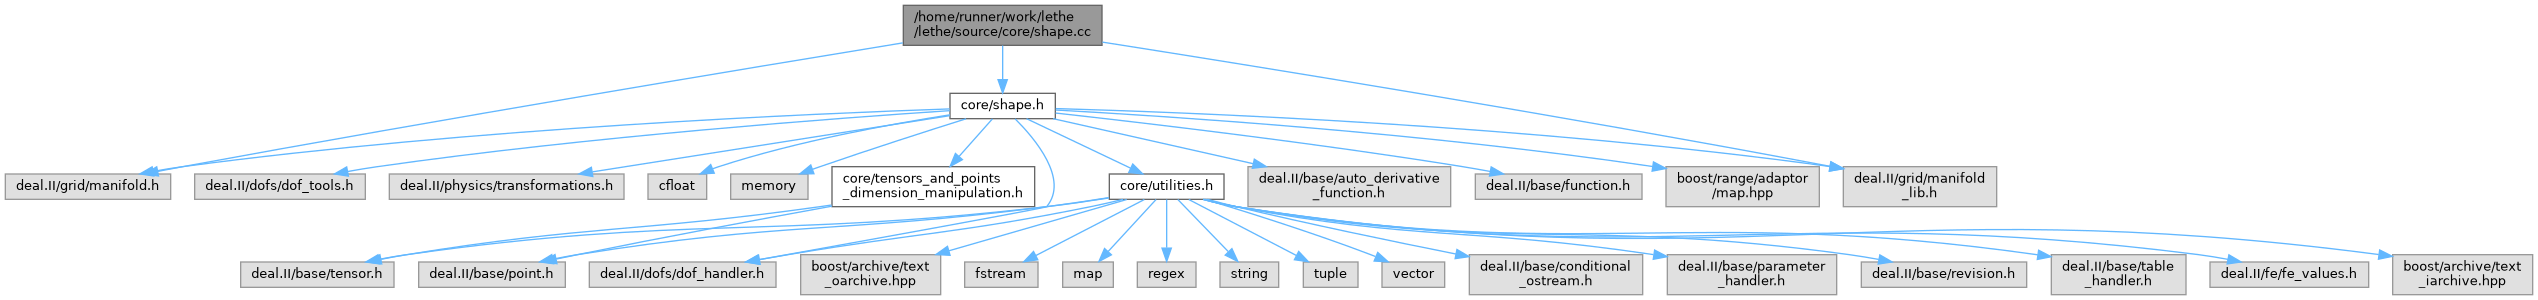 /home/runner/work/lethe
/lethe/source/core/shape.cc
core/shape.h
deal.II/grid/manifold.h
deal.II/dofs/dof_tools.h
deal.II/physics/transformations.h
cfloat
memory
core/tensors_and_points
_dimension_manipulation.h
core/utilities.h
deal.II/base/auto_derivative
_function.h
deal.II/base/function.h
boost/range/adaptor
/map.hpp
deal.II/grid/manifold
_lib.h
deal.II/base/tensor.h
deal.II/base/point.h
deal.II/dofs/dof_handler.h
boost/archive/text
_oarchive.hpp
fstream
map
regex
string
tuple
vector
deal.II/base/conditional
_ostream.h
deal.II/base/parameter
_handler.h
deal.II/base/revision.h
deal.II/base/table
_handler.h
deal.II/fe/fe_values.h
boost/archive/text
_iarchive.hpp